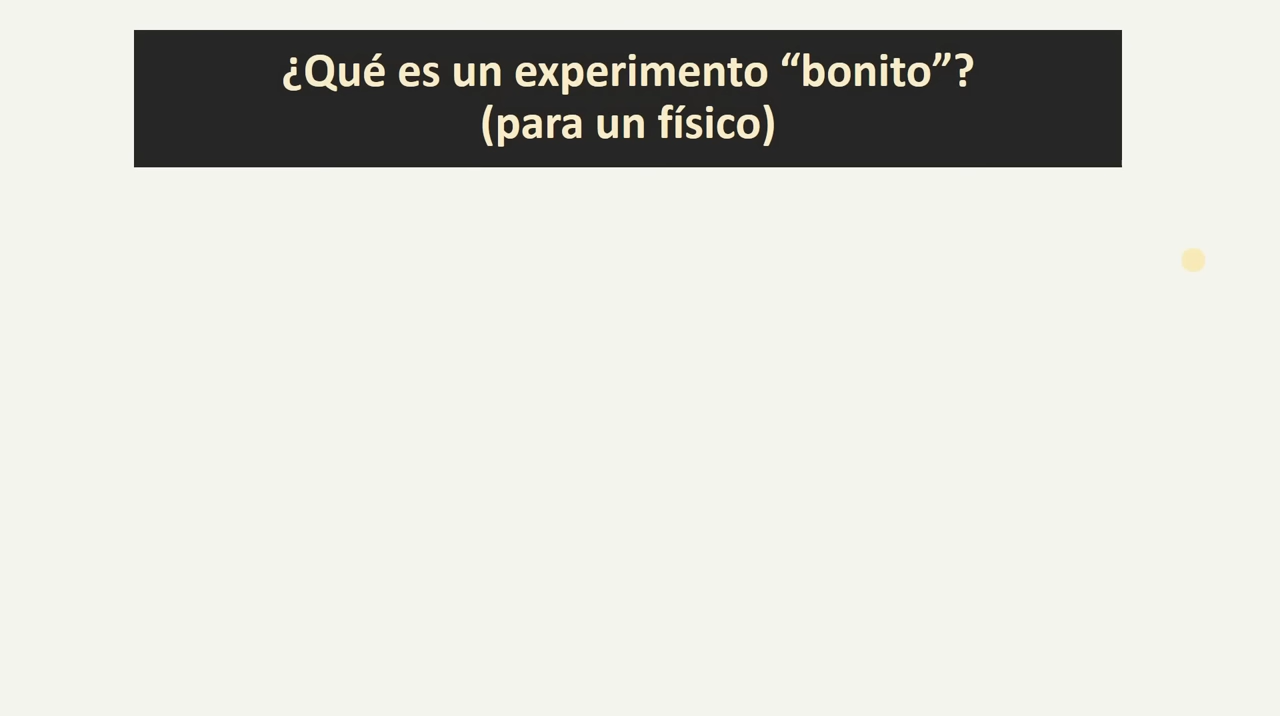 ¿Qué es un experimento “bonito”?
(para un físico)